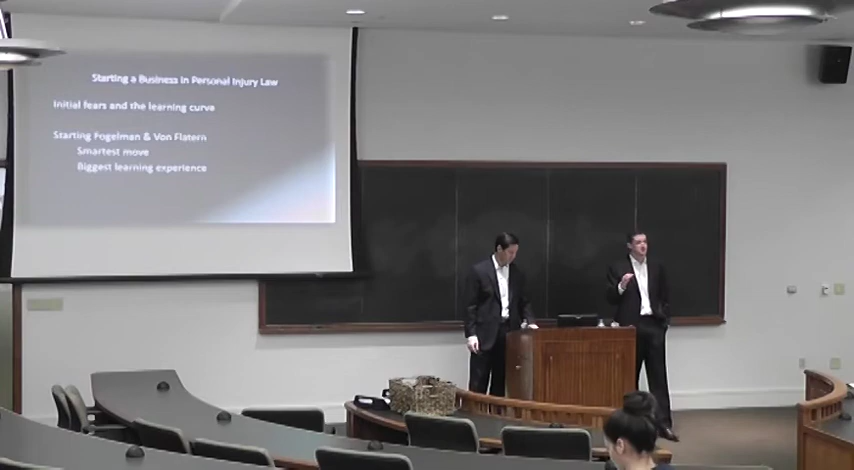 Starting a Business in Personal Injury Law
Initial fears and the learning curve
Starting Fogelman & Von Flatern
Smartest move
Biggest learning experience